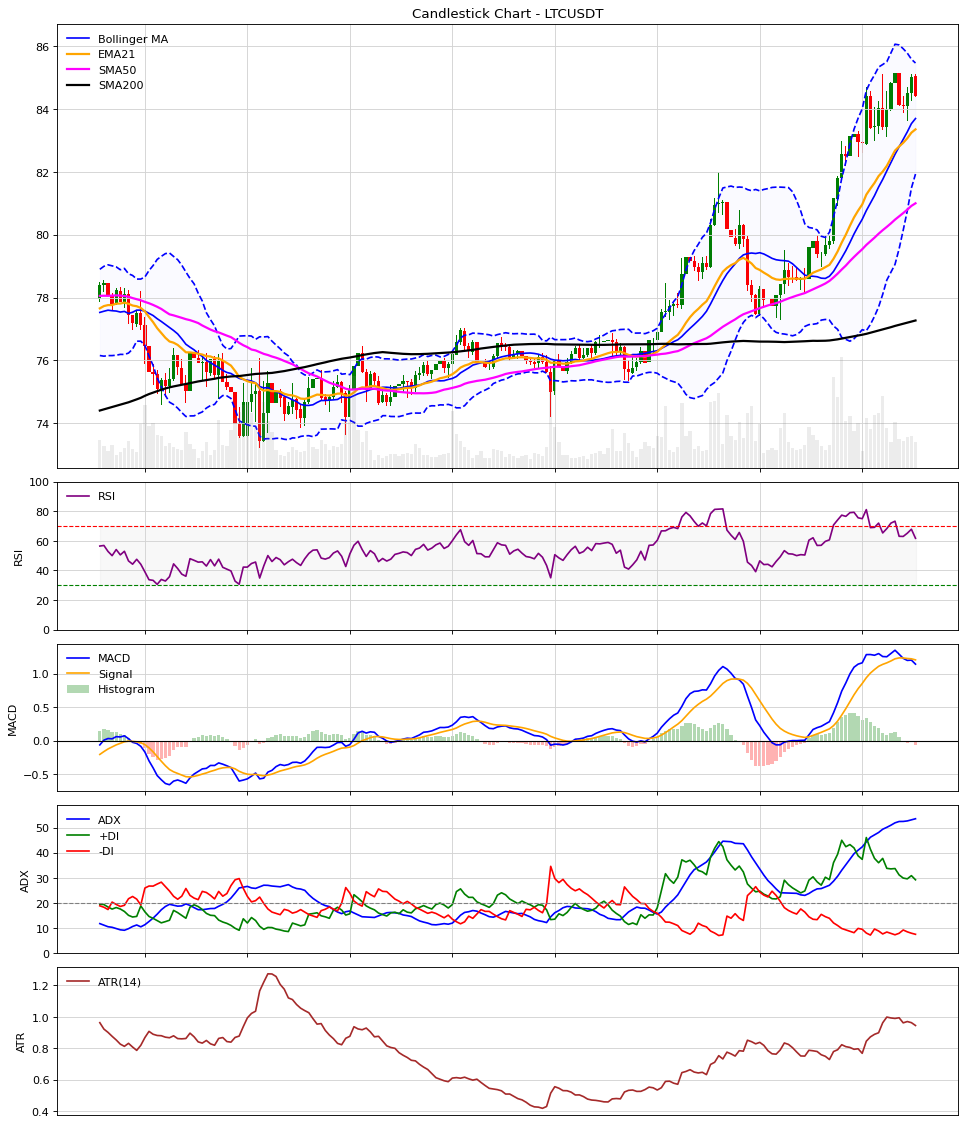 Candlestick Chart - LTCUSDT
Bollinger MA
EMA21
SMA50
SMA200
86
84
82
80
78
76
74
RSI
RSI
100
80
60
40
20
0
MACD
Signal
Histogram
MACD
1.0
0.5
0.0
−0.5
ADX
+DI
-DI
ADX
50
40
30
20
10
0
ATR(14)
ATR
1.2
1.0
0.8
0.6
0.4